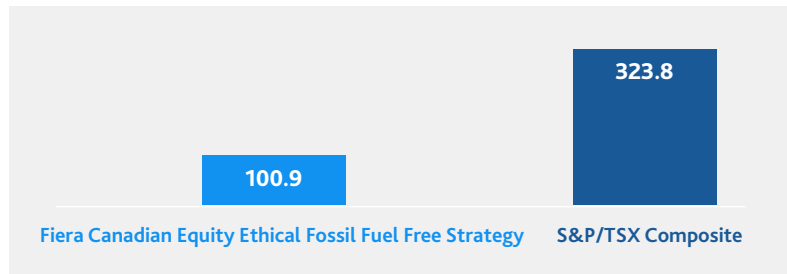 323.8
100.9
Fiera Canadian Equity Ethical Fossil Fuel Free Strategy
S&P/TSX Composite